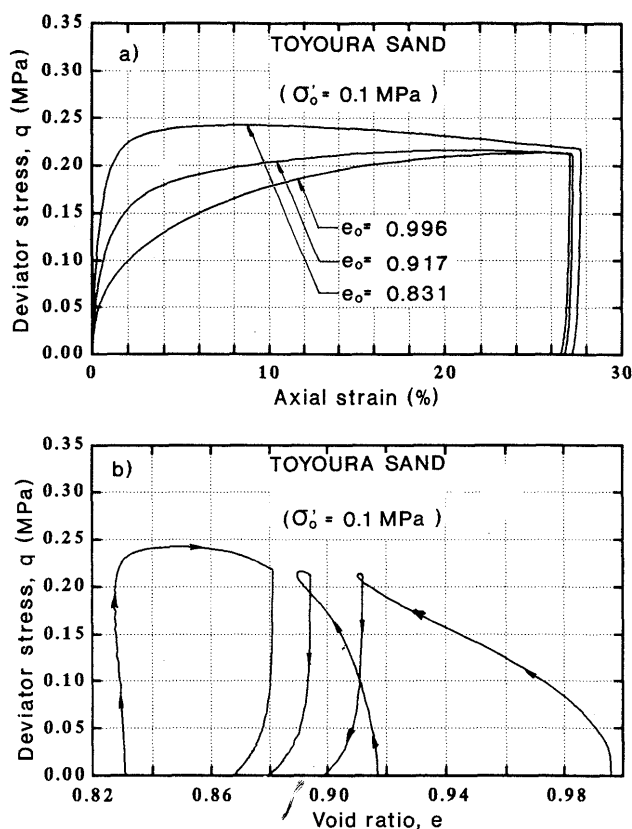 a)
TOYOURA SAND
(σ'o = 0.1 MPa)
Deviator stress, q (MPa)
0.35
0.30
0.25
0.20
0.15
0.10
0.05
0.00
eo= 0.996
eo= 0.917
eo= 0.831
0 10 20 30
Axial strain (%)
b)
TOYOURA SAND
(σ'o = 0.1 MPa)
Deviator stress, q (MPa)
0.35
0.30
0.25
0.20
0.15
0.10
0.05
0.00
0.82 0.86 0.90 0.94 0.98
Void ratio, e